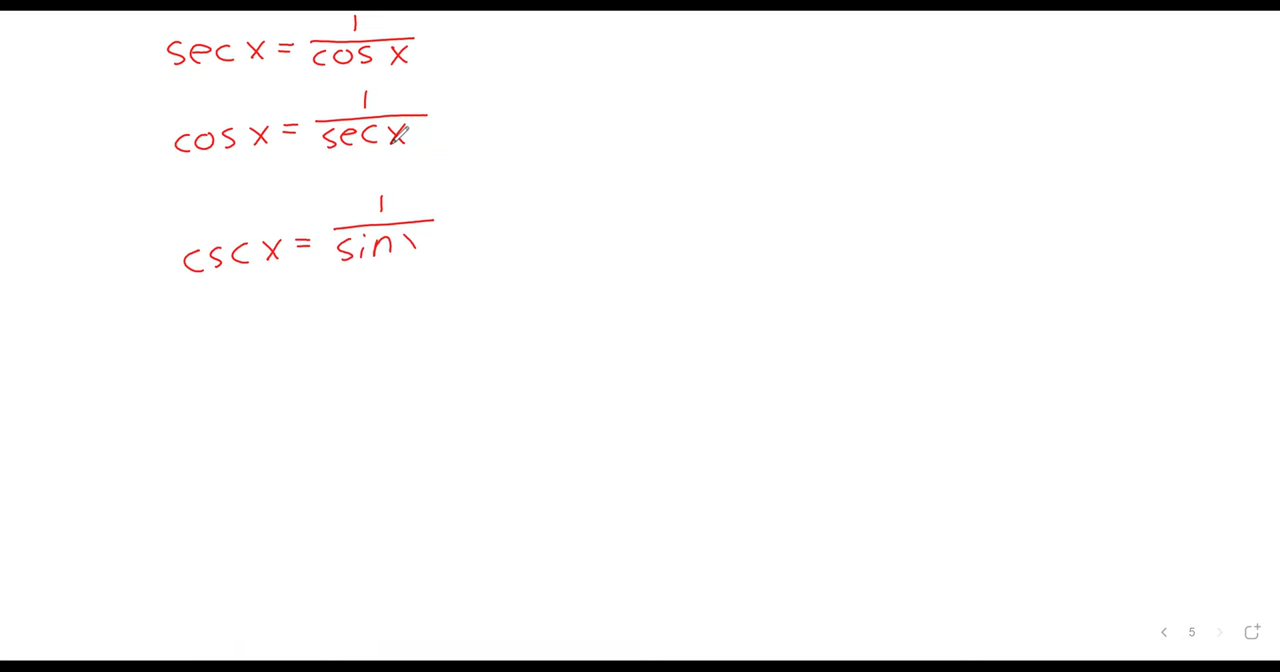 sec x = 1/cos x
cos x = 1/sec x
csc x = 1/sin
5